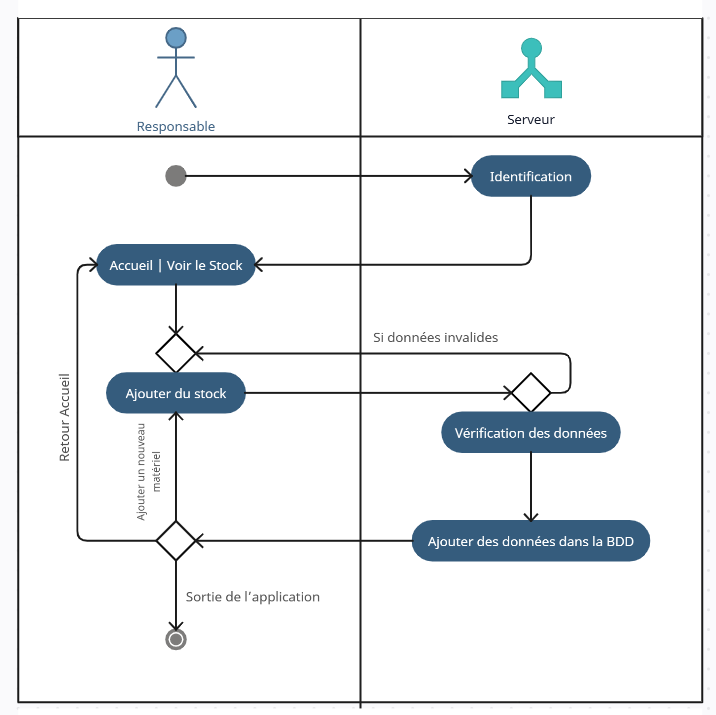 Responsable
Serveur
Identification
Accueil | Voir le Stock
Si données invalides
Ajouter du stock
Vérification des données
Retour Accueil
Ajouter un nouveau
matériel
Ajouter des données dans la BDD
Sortie de l’application